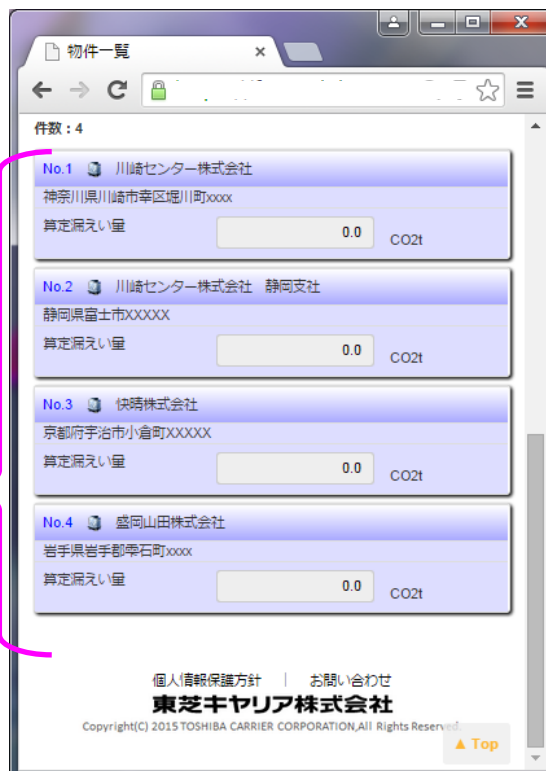 物件一覧
件数：4
No.1 川崎センター株式会社
神奈川県川崎市幸区堀川町xxxx
算定漏えい量 0.0 CO2t
No.2 川崎センター株式会社 静岡支社
静岡県富士市XXXXX
算定漏えい量 0.0 CO2t
No.3 快晴株式会社
京都府宇治市小倉町XXXXX
算定漏えい量 0.0 CO2t
No.4 盛岡山田株式会社
岩手県岩手郡雫石町xxxx
算定漏えい量 0.0 CO2t
個人情報保護方針 ｜ お問い合わせ
東芝キヤリア株式会社
Copyright(C) 2015 TOSHIBA CARRIER CORPORATION,All Rights Reserved.
▲ Top